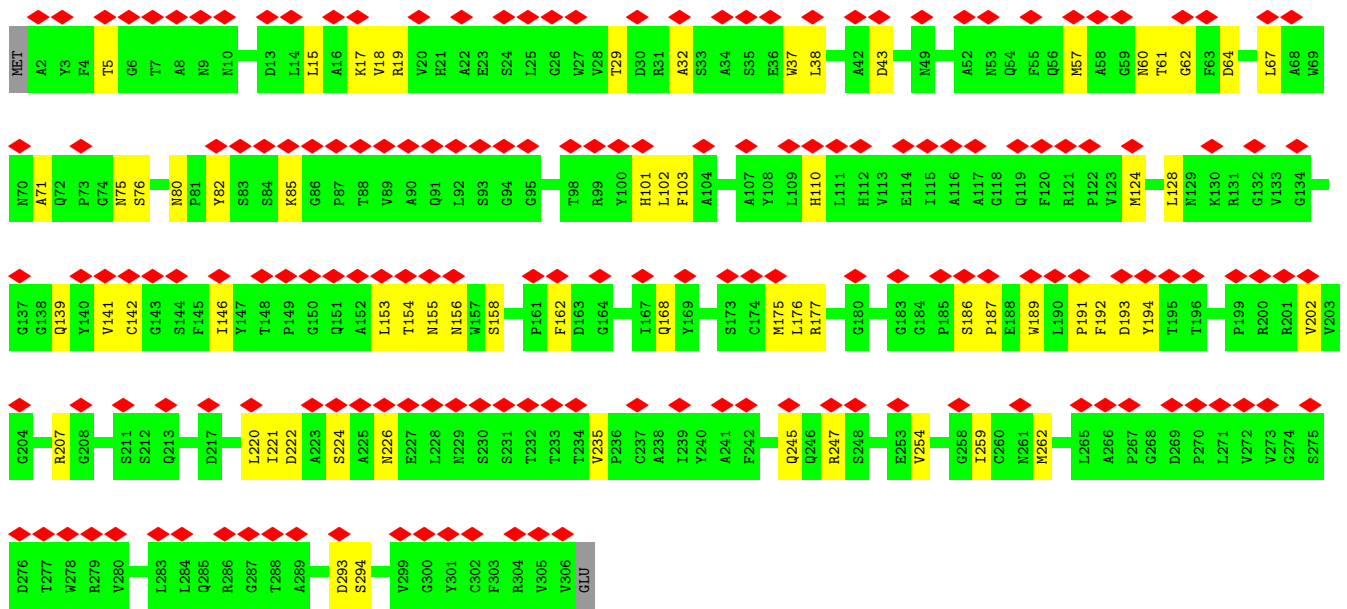 MET A2 Y3 F4 T5 G6 T7 A8 N9 N10 D13 L14 L15 A16 K17 V18 R19 V20 H21 A22 E23 S24 L25 G26 W27 V28 T29 D30 R31 A32 S33 A34 S35 E36 W37 L38 A42 D43 N49 A52 N53 Q54 F55 Q56 M57 A58 G59 N60 T61 G62 F63 D64 L67 A68 W69
N70 A71 Q72 P73 G74 N75 S76 N80 P81 Y82 S83 S84 K85 G86 P87 T88 V89 A90 Q91 L92 S93 G94 G95 T98 R99 Y100 H101 L102 F103 A104 A107 Y108 L109 H110 L111 H112 V113 E114 I115 A116 A117 G118 Q119 F120 R121 P122 V123 M124 L128 N129 K130 R131 G132 V133 G134
G137 G138 Q139 Y140 V141 C142 G143 S144 F145 I146 Y147 T148 P149 G150 Q151 A152 L153 T154 N155 N156 W157 S158 P161 F162 D163 G164 I167 Q168 Y169 S173 C174 M175 L176 R177 G180 G183 G184 P185 S186 P187 E188 W189 L190 P191 F192 D193 Y194 T195 T196 P199 R200 R201 V202 V203
G204 R207 G208 S211 S212 Q213 D217 L220 I221 D222 A223 S224 A225 N226 E227 L228 N229 S230 S231 T232 T233 T234 V235 P236 C237 A238 I239 Y240 A241 F242 Q245 Q246 R247 S248 E253 V254 G258 I259 C260 N261 M262 L265 A266 P267 G268 D269 P270 L271 V272 V273 G274 S275
D276 T277 W278 R279 V280 L283 L284 Q285 R286 G287 T288 A289 D293 S294 V299 G300 Y301 C302 F303 R304 V305 V306 GLU